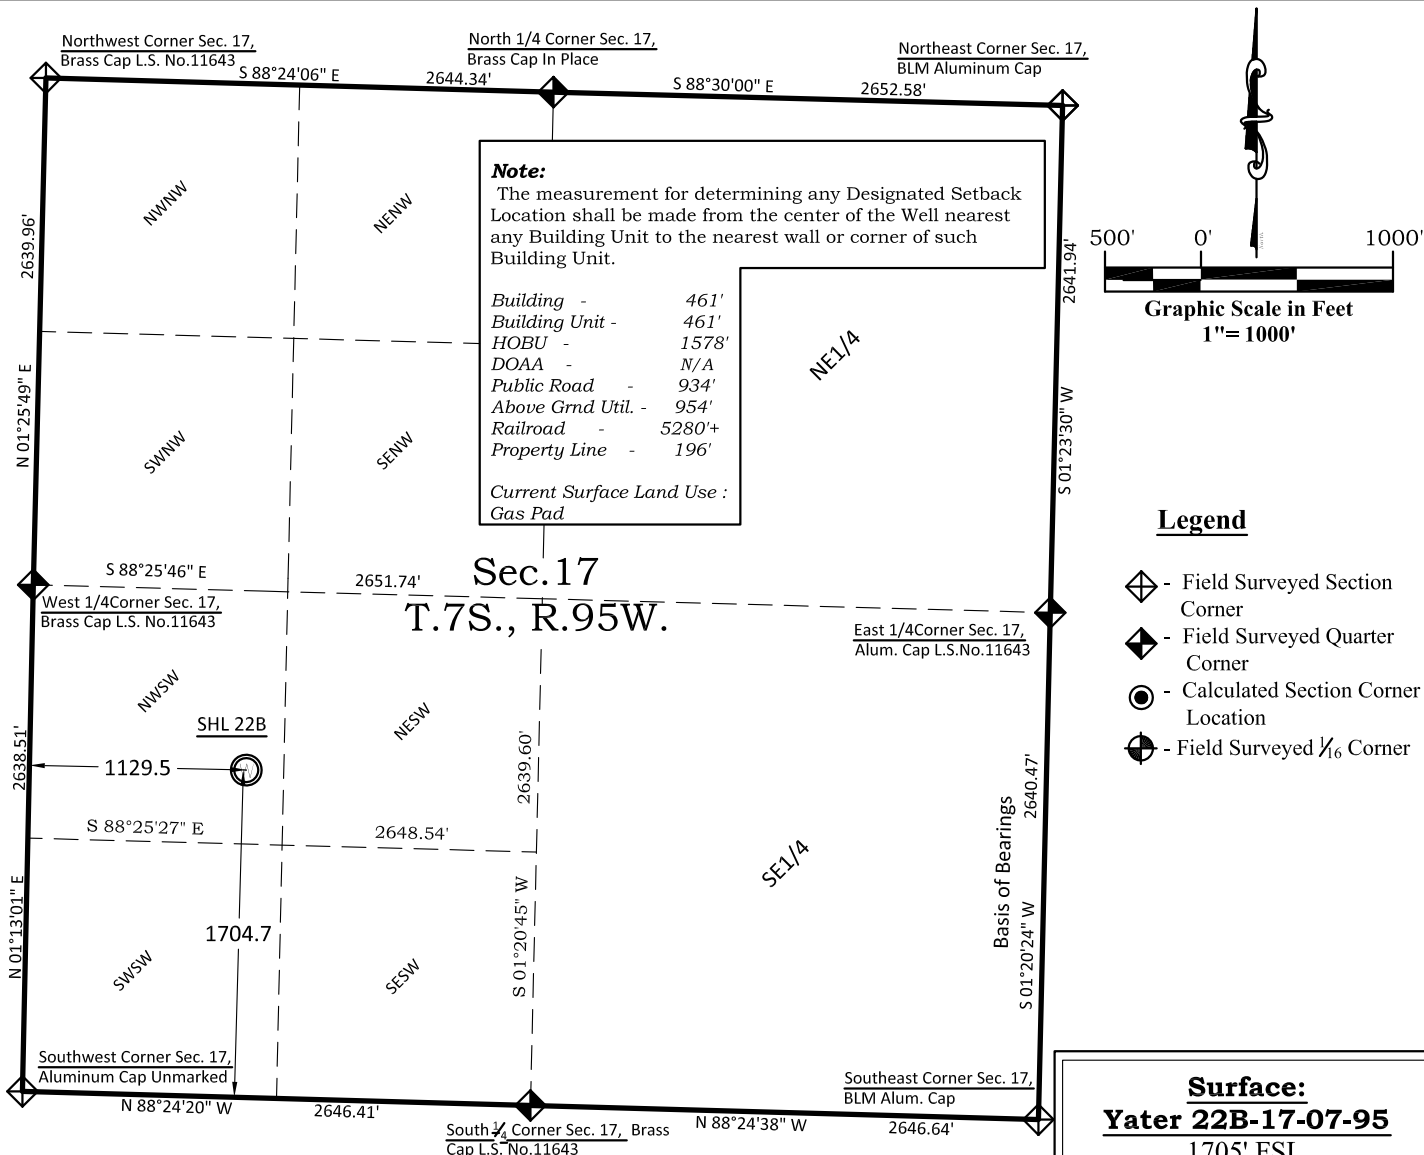 Northwest Corner Sec. 17,
Brass Cap L.S. No.11643
S 88°24'06" E
2644.34'
North 1/4 Corner Sec. 17,
Brass Cap In Place
S 88°30'00" E
2652.58'
Northeast Corner Sec. 17,
BLM Aluminum Cap
Note:
The measurement for determining any Designated Setback
Location shall be made from the center of the Well nearest
any Building Unit to the nearest wall or corner of such
Building Unit.
Building - 461'
Building Unit - 461'
HOBU - 1578'
DOAA - N/A
Public Road - 934'
Above Grnd Util. - 954'
Railroad - 5280'+
Property Line - 196'
Current Surface Land Use :
Gas Pad
NWNW
NENW
2639.96'
N 01°25'49" E
SWNW
SENW
NE1/4
2641.94'
S 01°23'30" W
500' 0' 1000'
Graphic Scale in Feet
1"= 1000'
S 88°25'46" E
2651.74'
Sec.17
T.7S., R.95W.
West 1/4Corner Sec. 17,
Brass Cap L.S. No.11643
East 1/4Corner Sec. 17,
Alum. Cap L.S.No.11643
Legend
- Field Surveyed Section
Corner
- Field Surveyed Quarter
Corner
- Calculated Section Corner
Location
- Field Surveyed 1/16 Corner
NWSW
NESW
SHL 22B
1129.5
2638.51'
2639.60'
2640.47'
Basis of Bearings
S 88°25'27" E
2648.54'
SE1/4
N 01°13'01" E
1704.7
S 01°20'45" W
S 01°20'24" W
SWSW
SESW
Southwest Corner Sec. 17,
Aluminum Cap Unmarked
N 88°24'20" W
2646.41'
South 1/4 Corner Sec. 17, Brass
Cap L.S. No.11643
N 88°24'38" W
2646.64'
Southeast Corner Sec. 17,
BLM Alum. Cap
Surface:
Yater 22B-17-07-95
1705' FSL